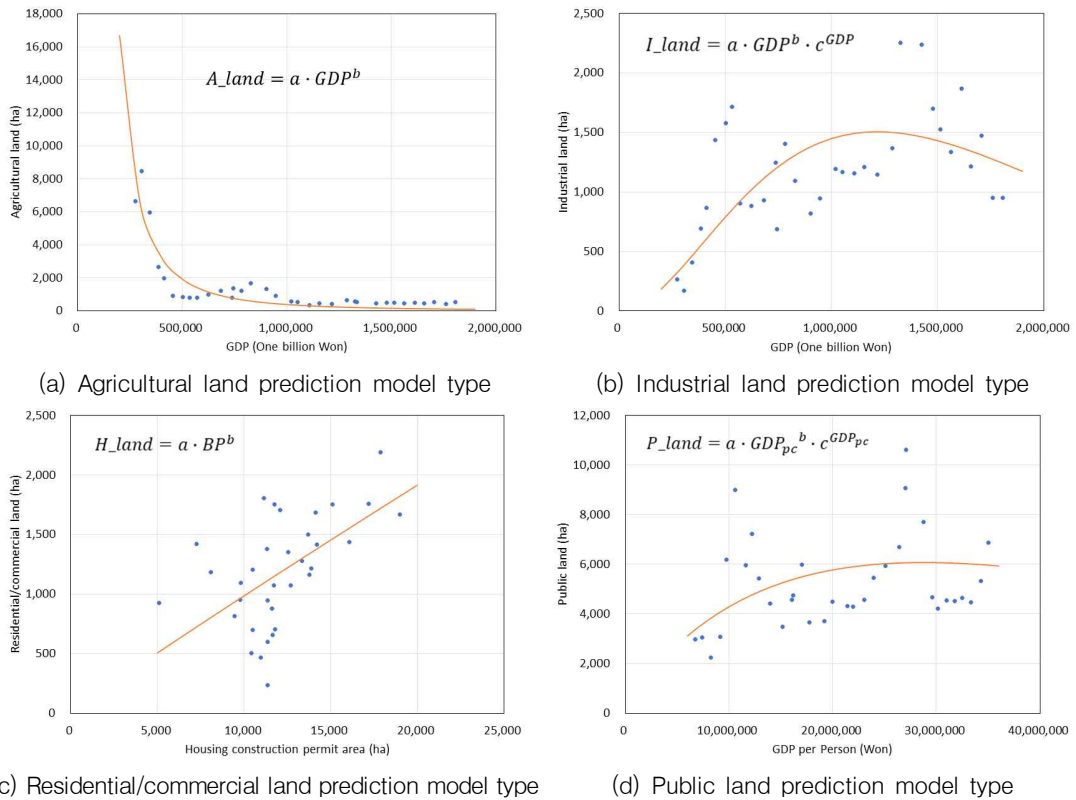 18,000
16,000
14,000
12,000
10,000
8,000
6,000
4,000
2,000
0
Agricultural land (ha)
A_land = a · GDP^b
0 500,000 1,000,000 1,500,000 2,000,000
GDP (One billion Won)
(a) Agricultural land prediction model type
2,500
2,000
1,500
1,000
500
0
Industrial land (ha)
I_land = a · GDP^b · c^GDP
0 500,000 1,000,000 1,500,000 2,000,000
GDP (One billion Won)
(b) Industrial land prediction model type
2,500
2,000
1,500
1,000
500
0
Residential/commercial land (ha)
H_land = a · BP^b
0 5,000 10,000 15,000 20,000 25,000
Housing construction permit area (ha)
c) Residential/commercial land prediction model type
12,000
10,000
8,000
6,000
4,000
2,000
0
Public land (ha)
P_land = a · GDP_pc^b · c^GDP_pc
0 10,000,000 20,000,000 30,000,000 40,000,000
GDP per Person (Won)
(d) Public land prediction model type